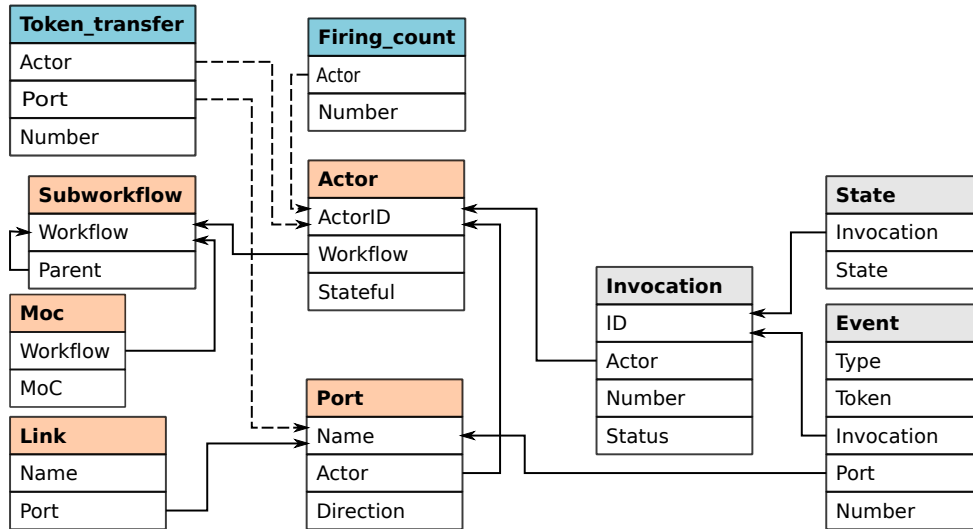 Token_transfer
Actor
Port
Number
Firing_count
Actor
Number
Subworkflow
Workflow
Parent
Actor
ActorID
Workflow
Stateful
Moc
Workflow
MoC
Link
Name
Port
Port
Name
Actor
Direction
Invocation
ID
Actor
Number
Status
State
Invocation
State
Event
Type
Token
Invocation
Port
Number